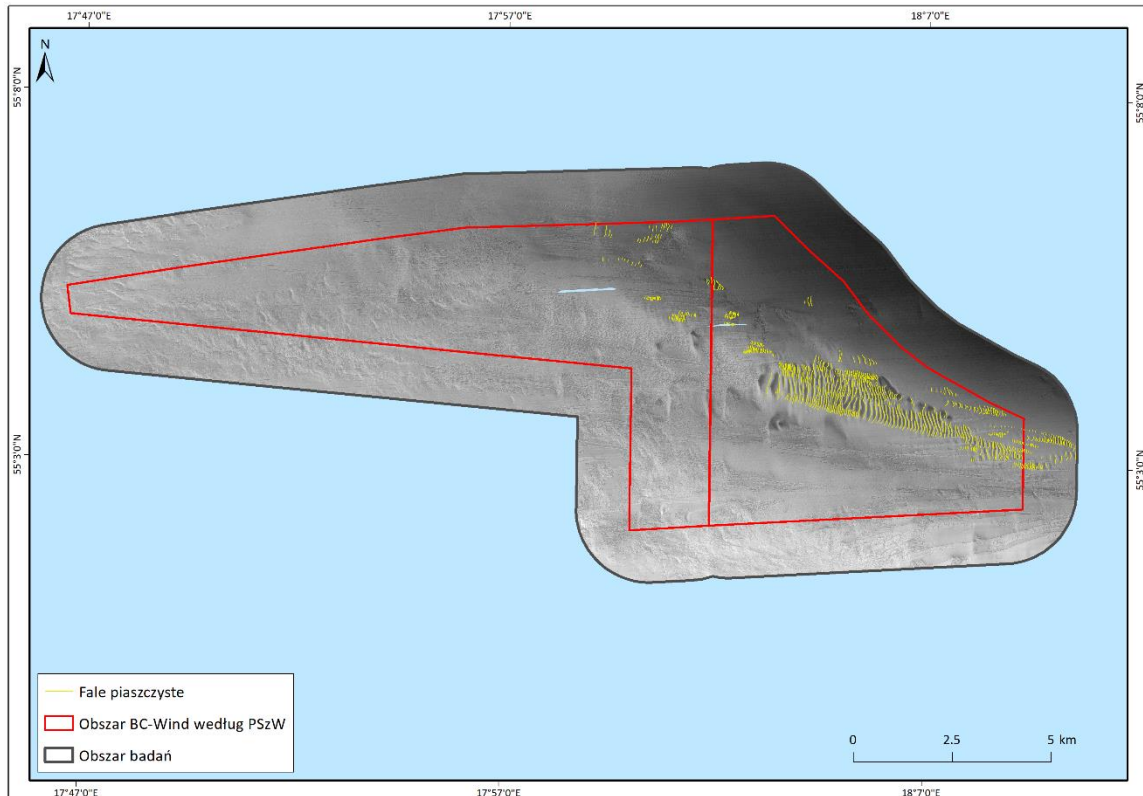 17°47'0"E
17°57'0"E
18°7'0"E
N
55°8'0"N
55°8'0"N
55°3'0"N
55°3'0"N
Fale piaszczyste
Obszar BC-Wind według PSzW
Obszar badań
0
2.5
5 km
17°47'0"E
17°57'0"E
18°7'0"E